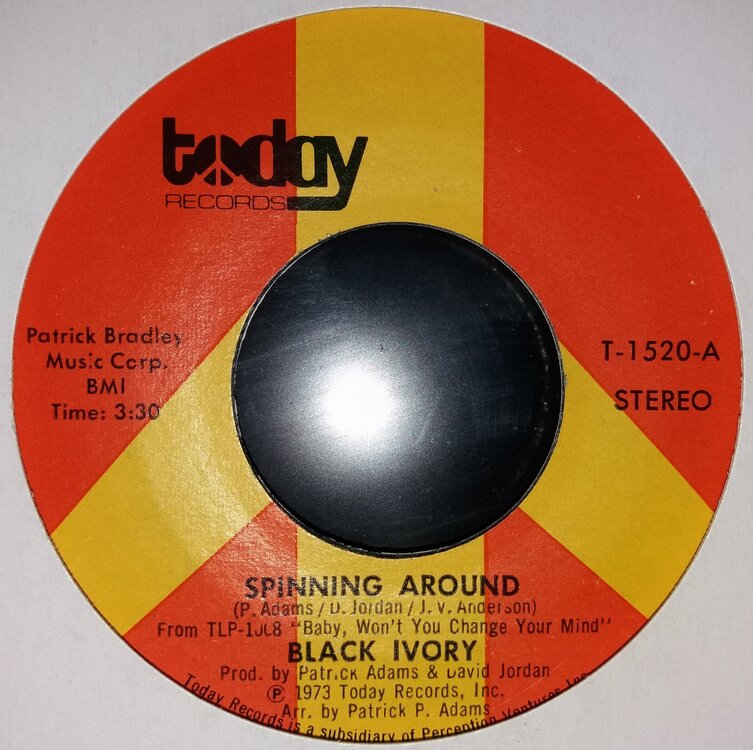 today
RECORDS
Patrick Bradley
Music Corp.
BMI
Time: 3:30
T-1520-A
STEREO
SPINNING AROUND
(P. Adams / D. Jordan / J. V. Anderson)
From TLP-1008 "Baby, Won't You Change Your Mind"
BLACK IVORY
Prod. by Patrick Adams & David Jordan
℗ 1973 Today Records, Inc.
Arr. by Patrick P. Adams
Today Records is a subsidiary of Perception Ventures Inc.